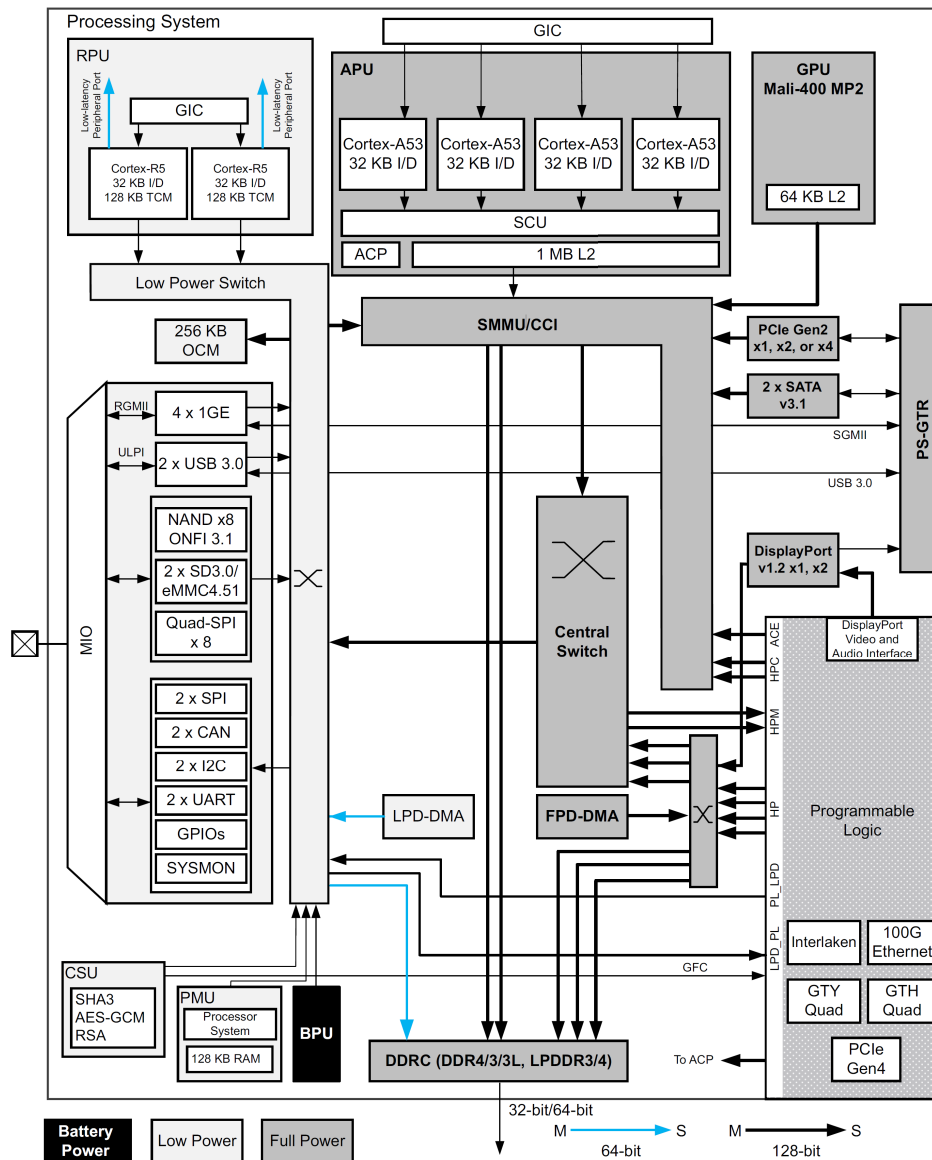 Processing System
RPU
Low-latency
Peripheral Port
Low-latency
Peripheral Port
GIC
Cortex-R5
32 KB I/D
128 KB TCM
Cortex-R5
32 KB I/D
128 KB TCM
GIC
APU
Cortex-A53
32 KB I/D
Cortex-A53
32 KB I/D
Cortex-A53
32 KB I/D
Cortex-A53
32 KB I/D
SCU
ACP
1 MB L2
GPU
Mali-400 MP2
64 KB L2
Low Power Switch
SMMU/CCI
256 KB
OCM
PCIe Gen2
x1, x2, or x4
2 x SATA
v3.1
PS-GTR
RGMII
4 x 1GE
SGMII
ULPI
2 x USB 3.0
USB 3.0
NAND x8
ONFI 3.1
2 x SD3.0/
eMMC4.51
Quad-SPI
x 8
MIO
DisplayPort
v1.2 x1, x2
Central
Switch
DisplayPort
Video and
Audio Interface
ACE
HPC
HPM
HP
PL_LPD
LPD_PL
2 x SPI
2 x CAN
2 x I2C
2 x UART
GPIOs
SYSMON
LPD-DMA
FPD-DMA
Programmable
Logic
Interlaken
100G
Ethernet
GTY
Quad
GTH
Quad
PCIe
Gen4
GFC
CSU
SHA3
AES-GCM
RSA
PMU
Processor
System
128 KB RAM
BPU
DDRC (DDR4/3/3L, LPDDR3/4)
To ACP
32-bit/64-bit
Battery
Power
Low Power
Full Power
M
S
64-bit
M
S
128-bit